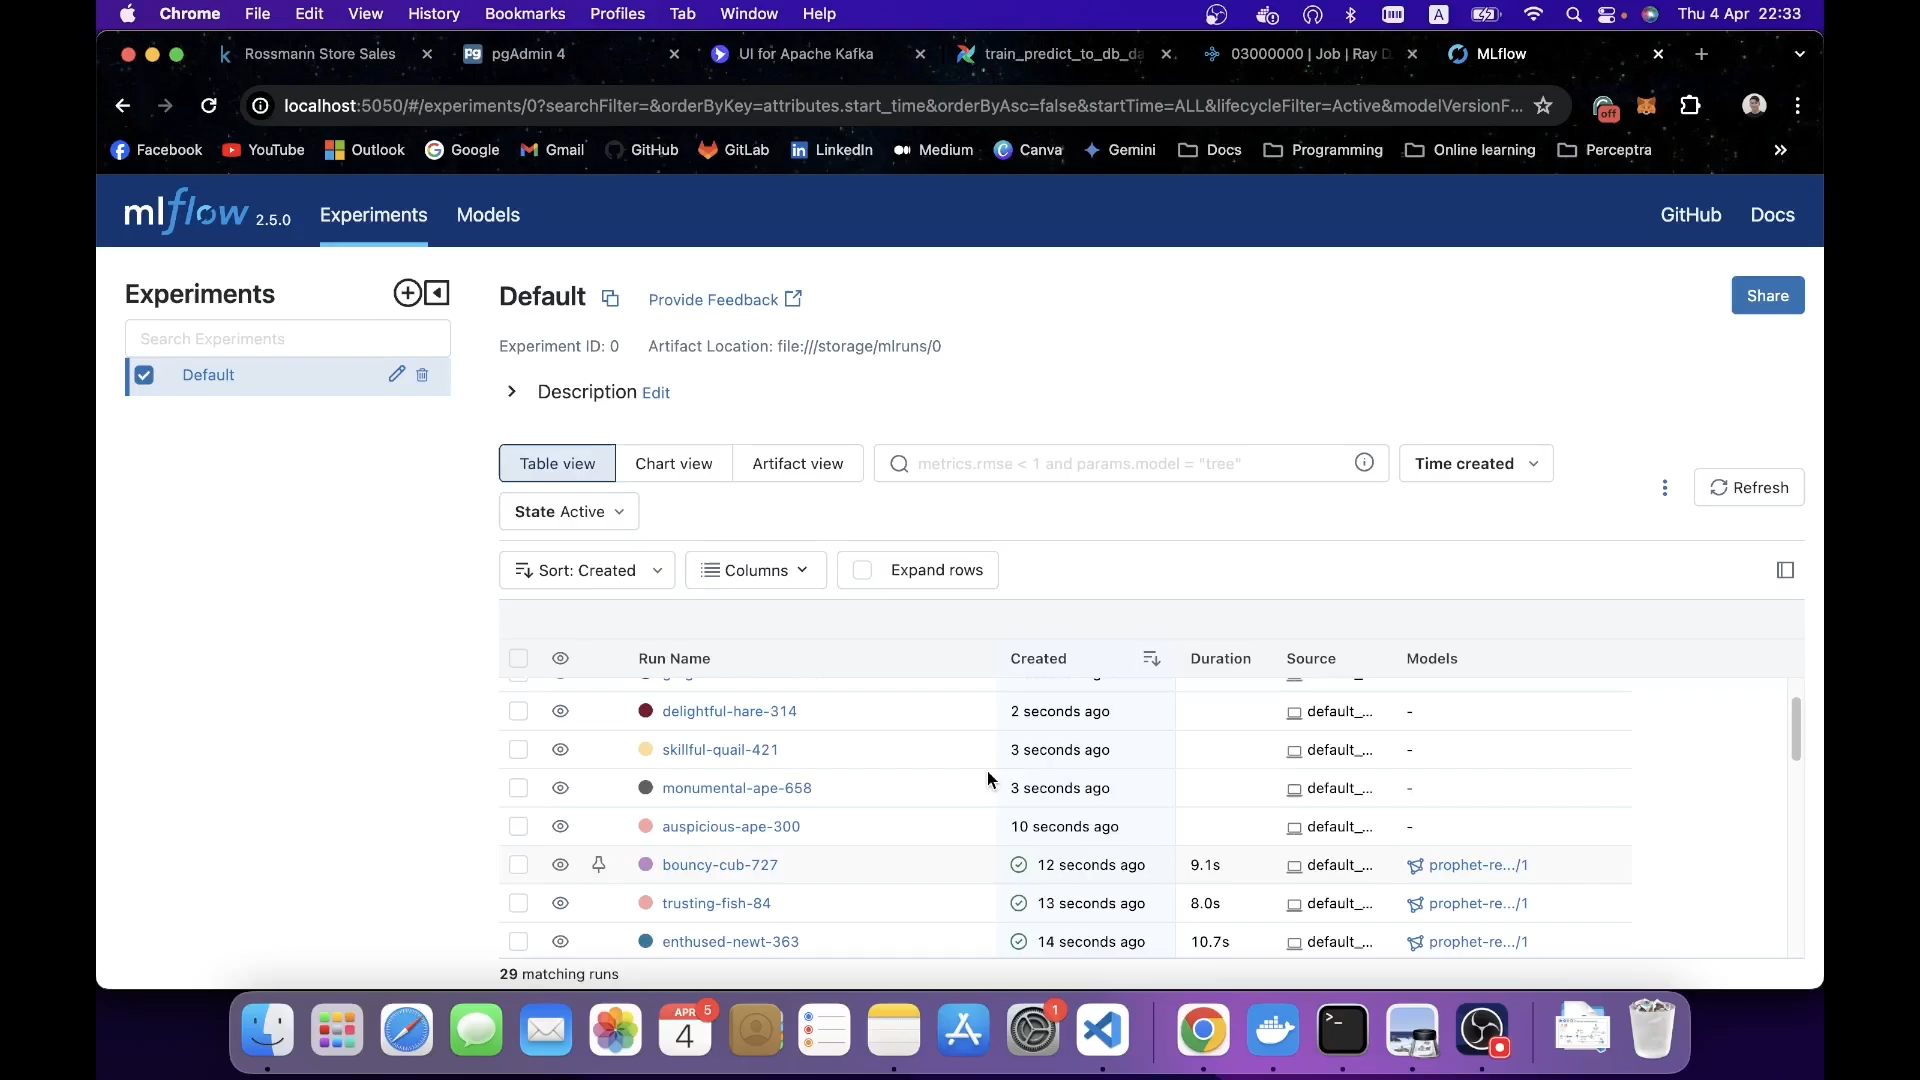 Chrome File Edit View History Bookmarks Profiles Tab Window Help A Thu 4 Apr 22:33
Rossmann Store Sales pgAdmin 4 UI for Apache Kafka train_predict_to_db_da 03000000 | Job | Ray D MLflow
localhost:5050/#/experiments/0?searchFilter=&orderByKey=attributes.start_time&orderByAsc=false&startTime=ALL&lifecycleFilter=Active&modelVersionF... off
Facebook YouTube Outlook Google Gmail GitHub GitLab LinkedIn Medium Canva Gemini Docs Programming Online learning Perceptra
mlflow 2.5.0 Experiments Models GitHub Docs
Experiments
Search Experiments
Default
Default Provide Feedback Share
Experiment ID: 0 Artifact Location: file:///storage/mlruns/0
Description Edit
Table view Chart view Artifact view metrics.rmse < 1 and params.model = "tree" Time created
Refresh
State Active
Sort: Created Columns Expand rows
Run Name Created Duration Source Models
delightful-hare-314 2 seconds ago default_... -
skillful-quail-421 3 seconds ago default_... -
monumental-ape-658 3 seconds ago default_... -
auspicious-ape-300 10 seconds ago default_... -
bouncy-cub-727 12 seconds ago 9.1s default_... prophet-re.../1
trusting-fish-84 13 seconds ago 8.0s default_... prophet-re.../1
enthused-newt-363 14 seconds ago 10.7s default_... prophet-re.../1
29 matching runs
APR 4 5 1